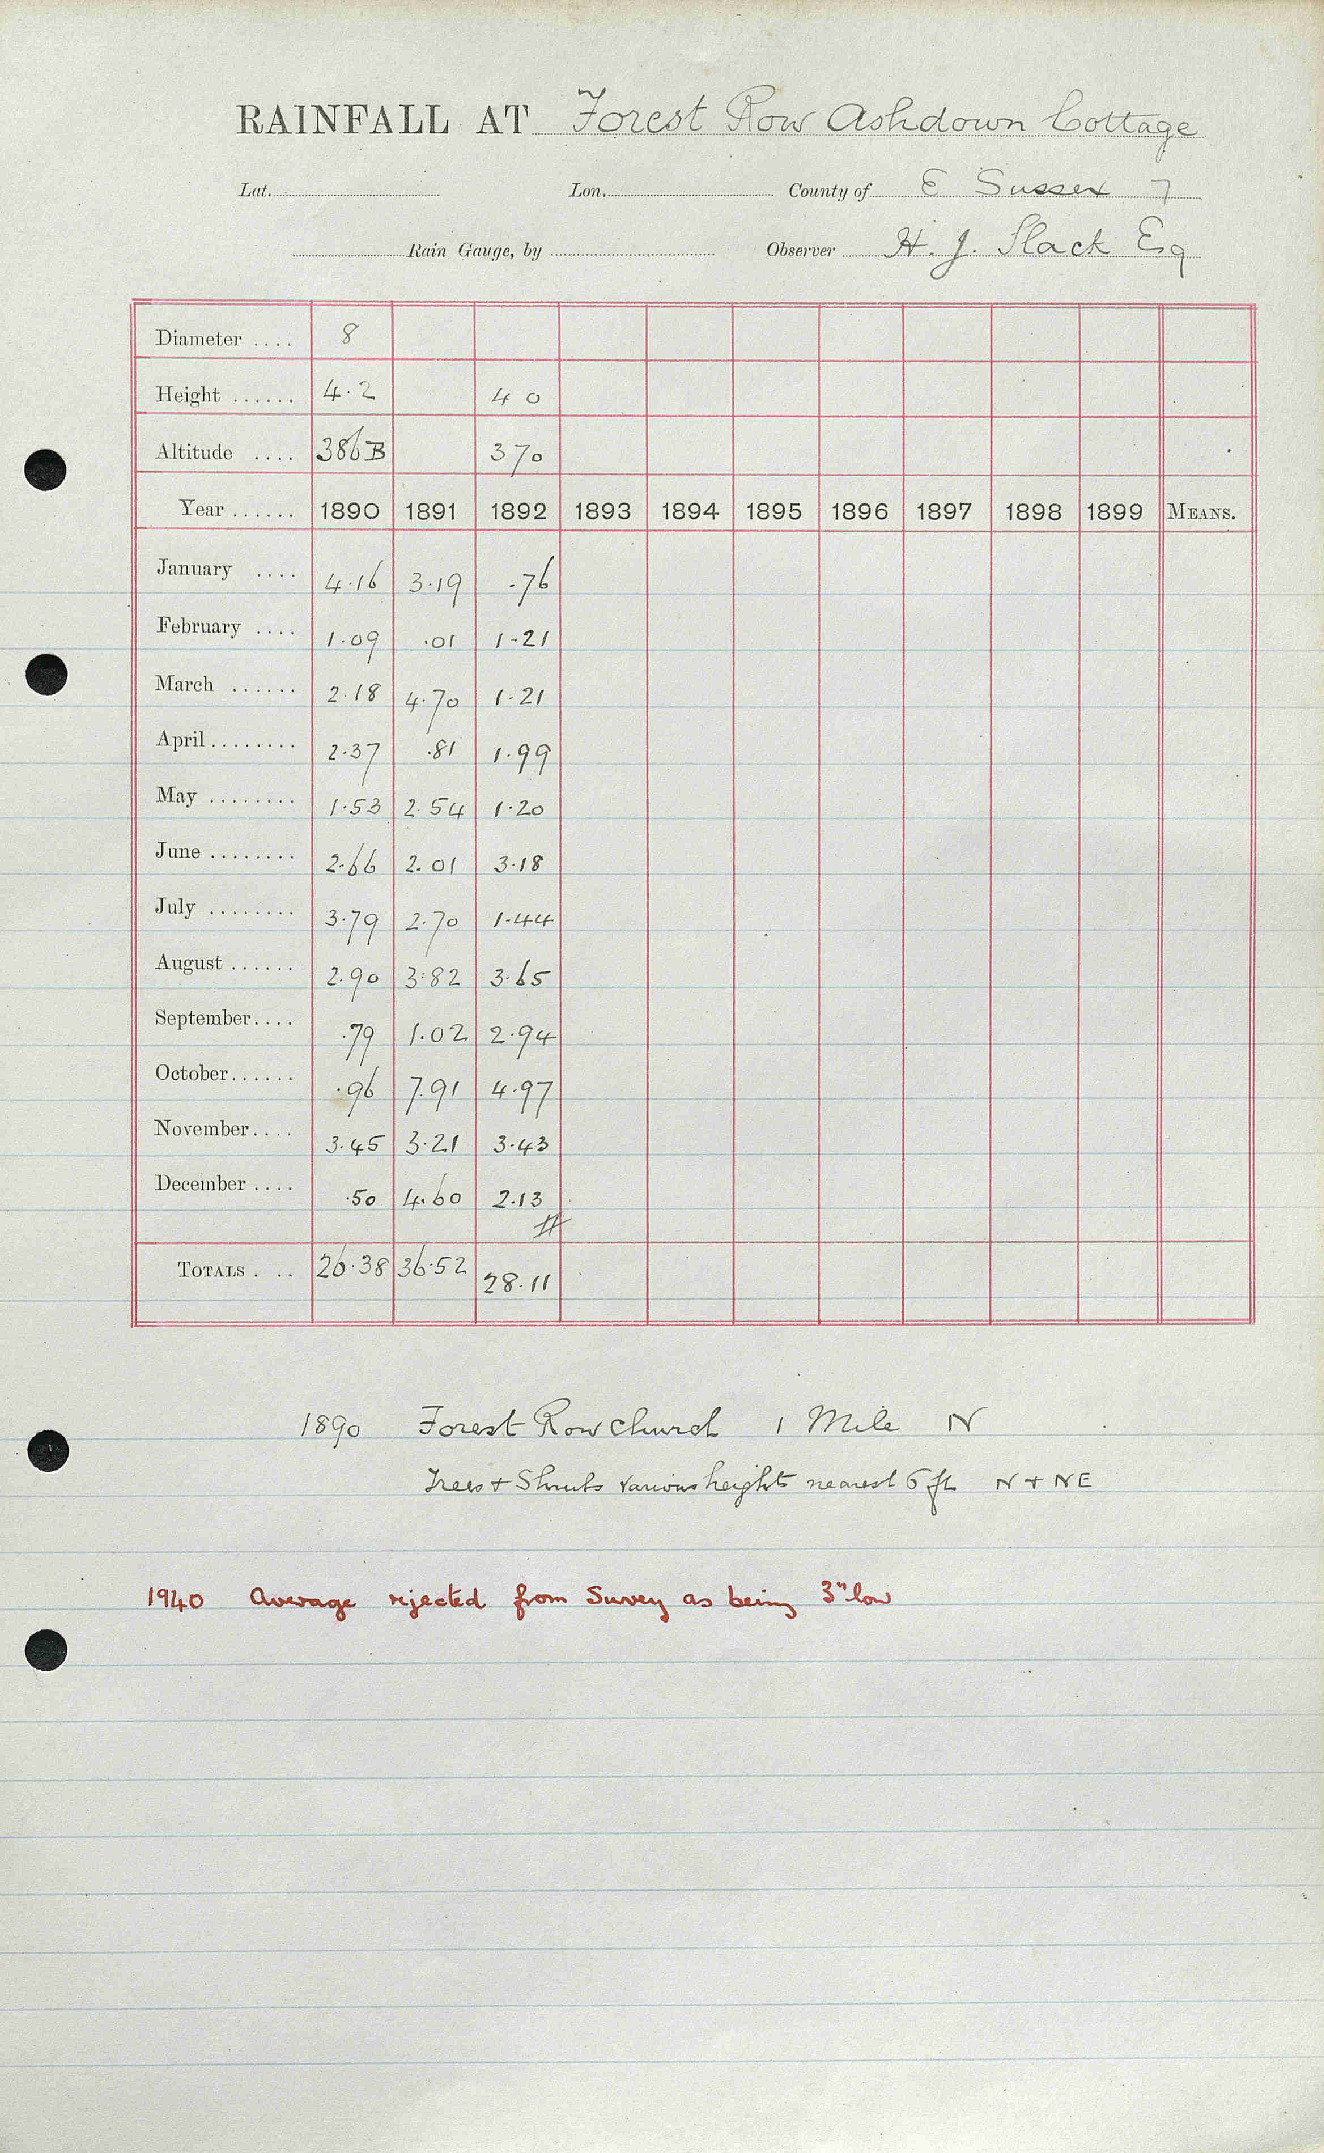 RAINFALL AT Forest Row Ashdown Cottage
Lat. Lon. County of E Sussex 7
Rain Gauge, by Observer H. J. Slack Esq
Diameter .... 8
Height ...... 4.2 4 0
Altitude .... 386B 370
Year ...... 1890 1891 1892 1893 1894 1895 1896 1897 1898 1899 MEANS.
January .... 4.16 3.19 .76
February .... 1.09 .01 1.21
March ...... 2.18 4.70 1.21
April ........ 2.37 .81 1.99
May ........ 1.53 2.54 1.20
June ........ 2.66 2.01 3.18
July ........ 3.79 2.70 1.44
August ...... 2.90 3.82 3.65
September.... .79 1.02 2.94
October...... .96 7.91 4.97
November.... 3.45 3.21 3.43
December .... .50 4.60 2.13
#
TOTALS . .. 26.38 36.52 28.11
1890 Forest Row Church 1 Mile N
Trees + Shrubs various heights nearest 6 ft N + NE
1940 Average rejected from Survey as being 3" low